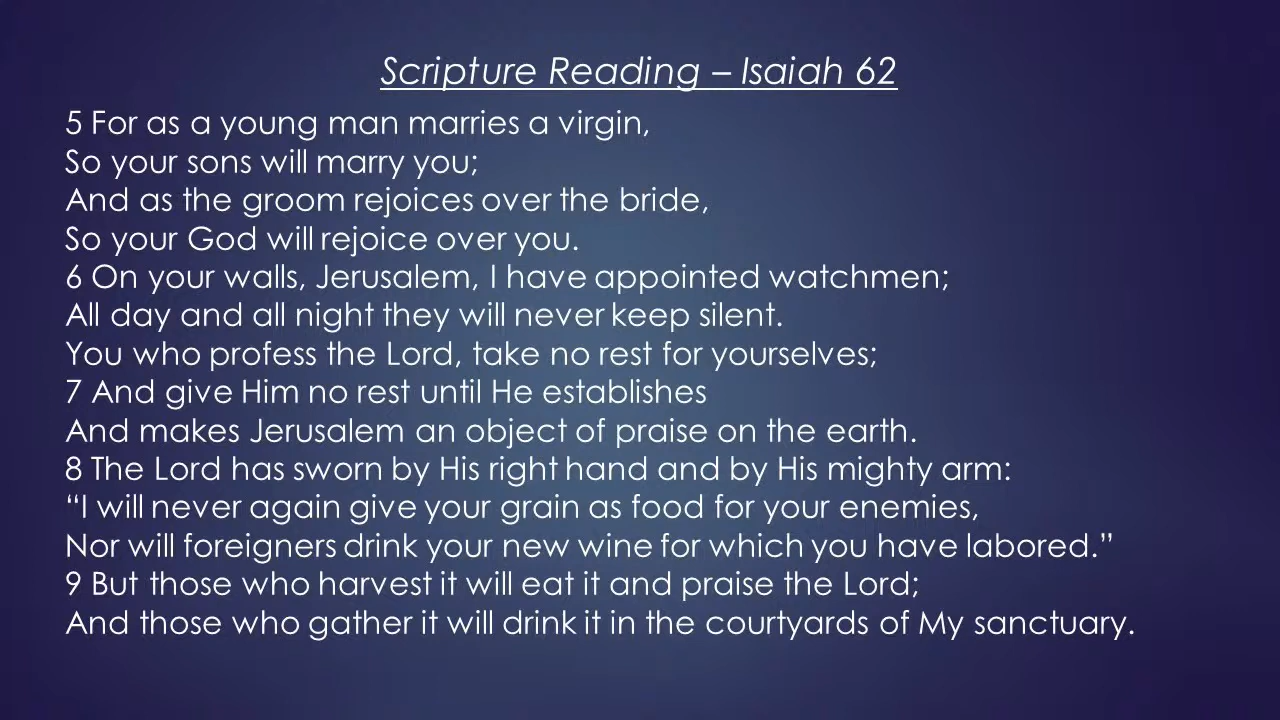 Scripture Reading – Isaiah 62
5 For as a young man marries a virgin,
So your sons will marry you;
And as the groom rejoices over the bride,
So your God will rejoice over you.
6 On your walls, Jerusalem, I have appointed watchmen;
All day and all night they will never keep silent.
You who profess the Lord, take no rest for yourselves;
7 And give Him no rest until He establishes
And makes Jerusalem an object of praise on the earth.
8 The Lord has sworn by His right hand and by His mighty arm:
“I will never again give your grain as food for your enemies,
Nor will foreigners drink your new wine for which you have labored.”
9 But those who harvest it will eat it and praise the Lord;
And those who gather it will drink it in the courtyards of My sanctuary.